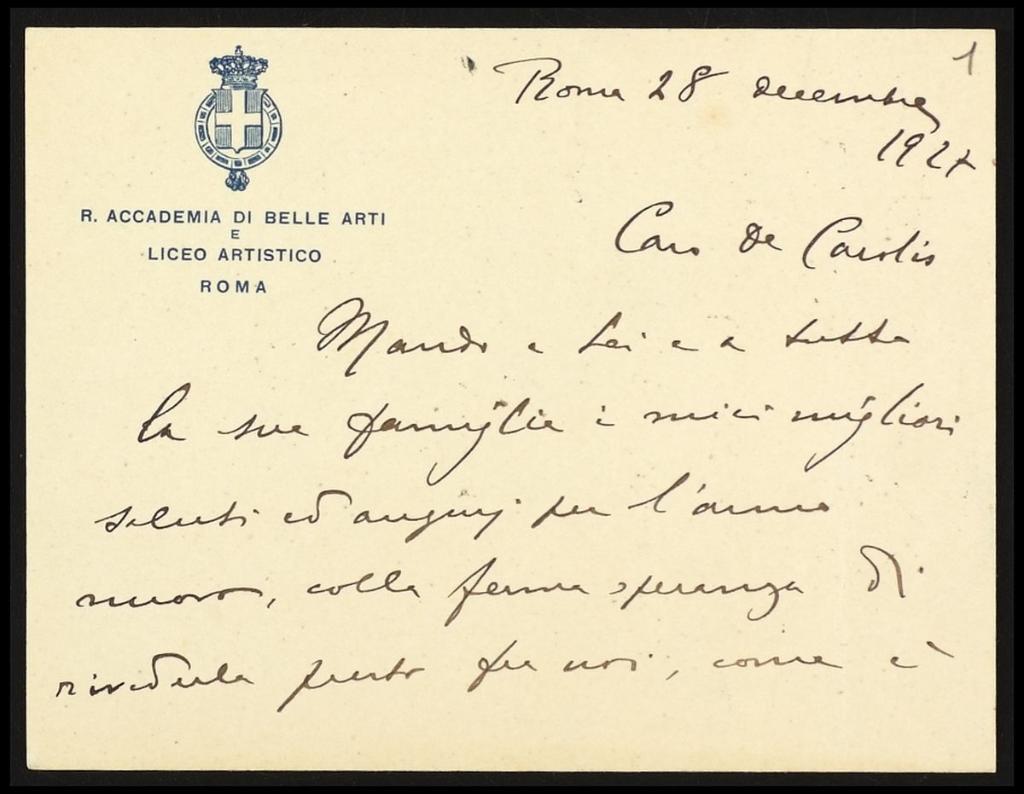 1
Roma 28 decembre
1927
R. ACCADEMIA DI BELLE ARTI
E
LICEO ARTISTICO
ROMA
Caro De Carolis
Mando a Lei e a tutta
la sua famiglia i miei migliori
saluti ed augurj per l'anno
nuovo, colla ferma speranza di
rivederla presto fra noi, come è